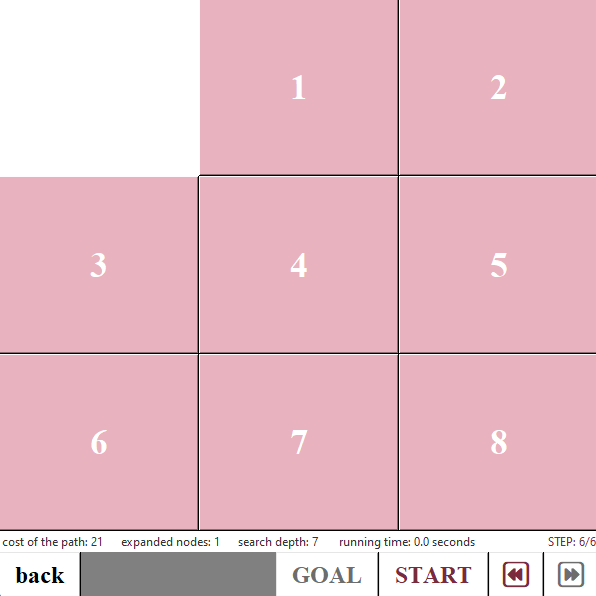 1 2
3 4 5
6 7 8
cost of the path: 21 expanded nodes: 1 search depth: 7 running time: 0.0 seconds STEP: 6/6
back GOAL START